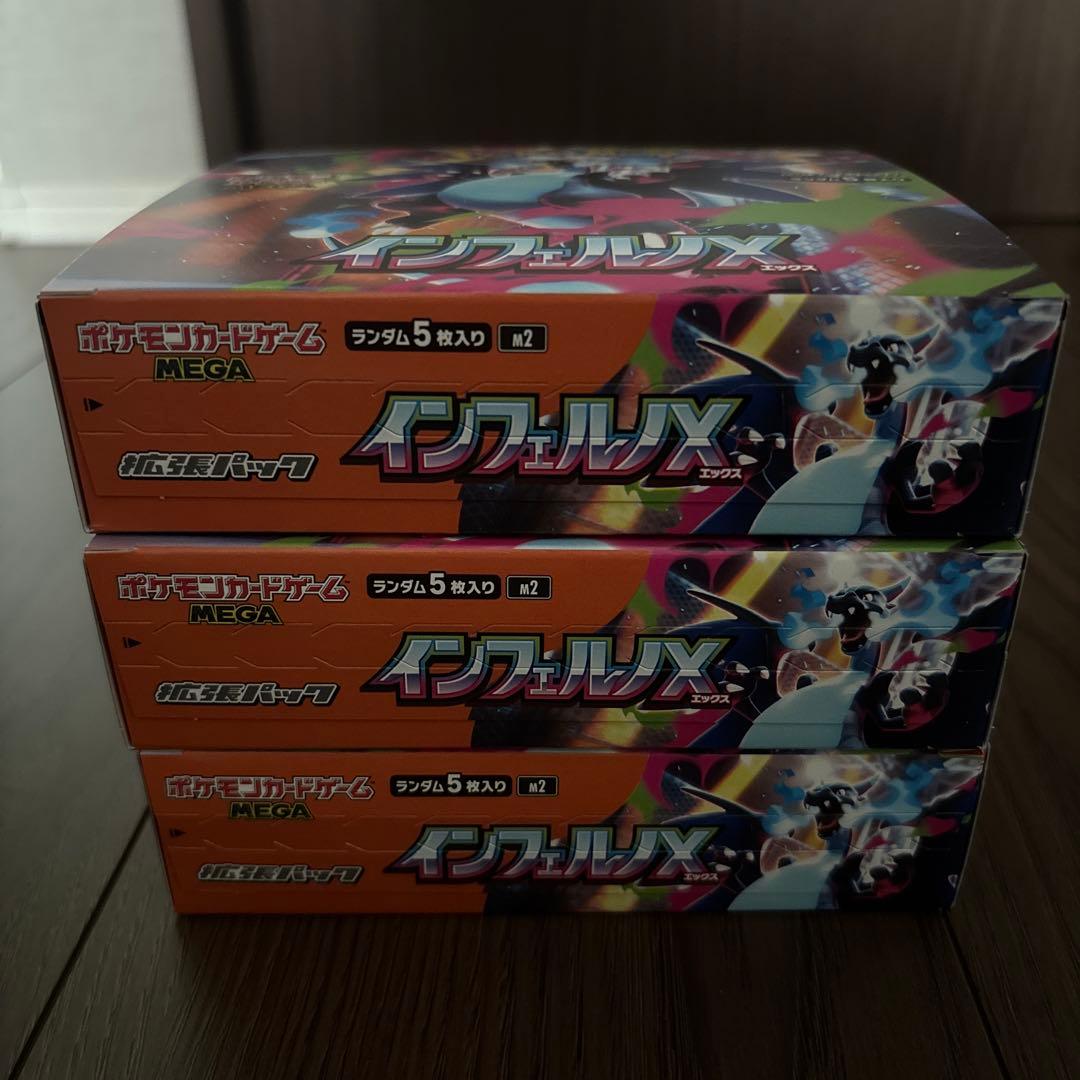 インフェルノX
エックス
ポケモンカードゲーム
MEGA
ランダム5枚入り M2
インフェルノX
エックス
拡張パック
ポケモンカードゲーム
MEGA
ランダム5枚入り M2
インフェルノX
エックス
拡張パック
ポケモンカードゲーム
MEGA
ランダム5枚入り M2
インフェルノX
エックス
拡張パック